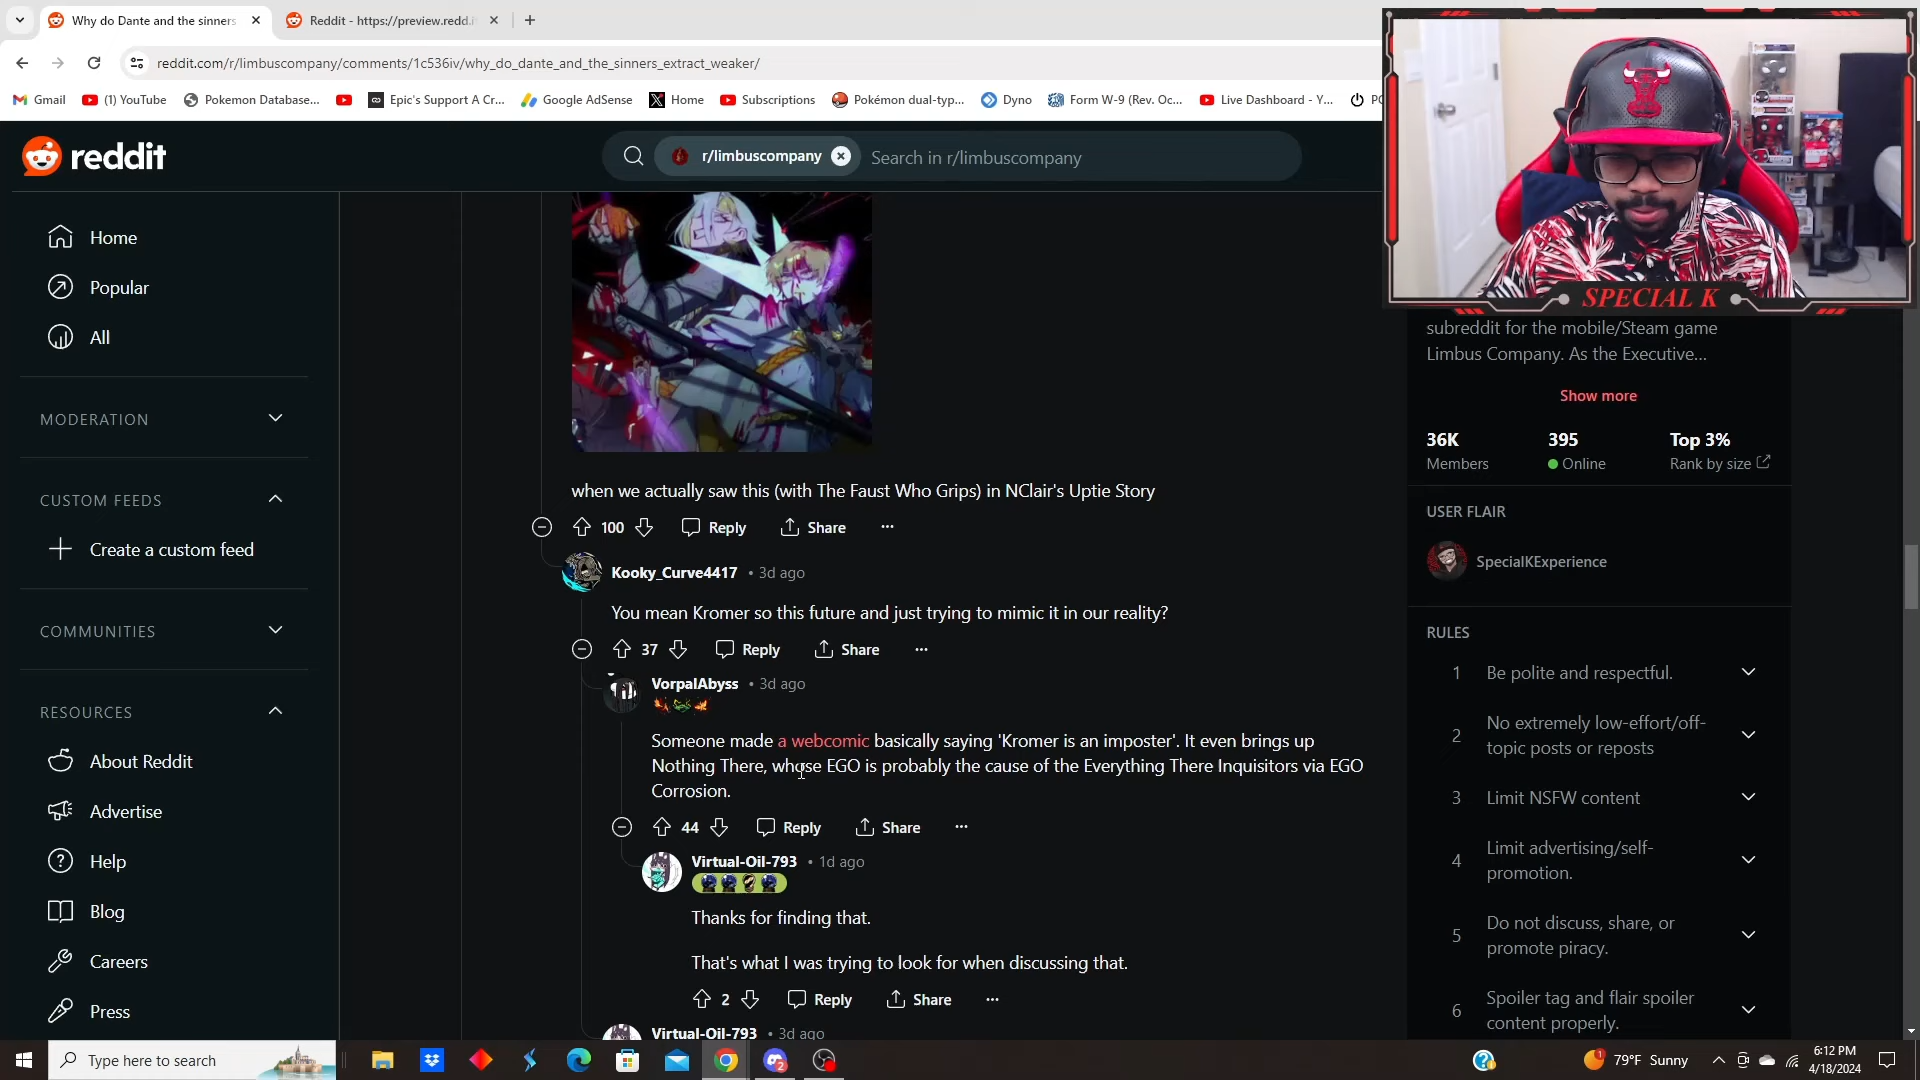 Why do Dante and the sinners
Reddit - https://preview.redd.i
reddit.com/r/limbuscompany/comments/1c536iv/why_do_dante_and_the_sinners_extract_weaker/
Gmail
(1) YouTube
Pokemon Database...
Epic's Support A Cr...
Google AdSense
Home
Subscriptions
Pokémon dual-typ...
Dyno
Form W-9 (Rev. Oc...
Live Dashboard - Y...
PC
reddit
r/limbuscompany
Search in r/limbuscompany
SPECIAL K
Home
Popular
All
MODERATION
CUSTOM FEEDS
Create a custom feed
COMMUNITIES
RESOURCES
About Reddit
Advertise
Help
Blog
Careers
Press
when we actually saw this (with The Faust Who Grips) in NClair's Uptie Story
100 Reply Share ...
Kooky_Curve4417 • 3d ago
You mean Kromer so this future and just trying to mimic it in our reality?
37 Reply Share ...
VorpalAbyss • 3d ago
Someone made a webcomic basically saying 'Kromer is an imposter'. It even brings up
Nothing There, whose EGO is probably the cause of the Everything There Inquisitors via EGO
Corrosion.
44 Reply Share ...
Virtual-Oil-793 • 1d ago
Thanks for finding that.
That's what I was trying to look for when discussing that.
2 Reply Share ...
Virtual-Oil-793 • 3d ago
subreddit for the mobile/Steam game
Limbus Company. As the Executive...
Show more
36K 395 Top 3%
Members Online Rank by size
USER FLAIR
SpecialKExperience
RULES
1 Be polite and respectful.
2 No extremely low-effort/off-
topic posts or reposts
3 Limit NSFW content
4 Limit advertising/self-
promotion.
5 Do not discuss, share, or
promote piracy.
6 Spoiler tag and flair spoiler
content properly.
Type here to search
2
1
79°F Sunny
6:12 PM
4/18/2024